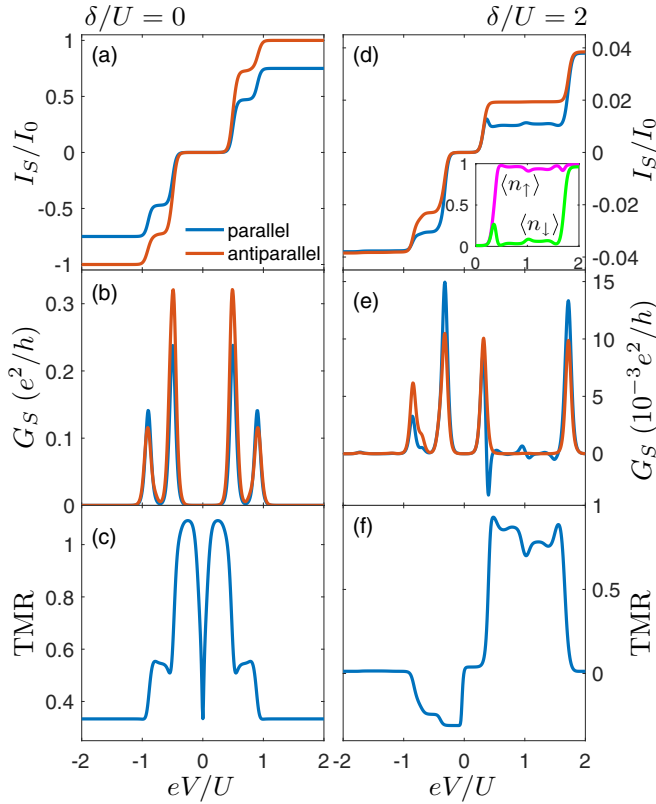 δ/U = 0
δ/U = 2
(a)
1
0.5
0
-0.5
-1
I_S/I_0
parallel
antiparallel
(d)
0.04
0.02
0
-0.02
-0.04
I_S/I_0
1
0
0 1 2
⟨n_↑⟩
⟨n_↓⟩
(b)
0.3
0.2
0.1
0
G_S (e^2/h)
(e)
15
10
5
0
G_S (10^{-3}e^2/h)
(c)
1
0.8
0.6
0.4
TMR
-2 -1 0 1 2
eV/U
(f)
1
0.5
0
TMR
-2 -1 0 1 2
eV/U